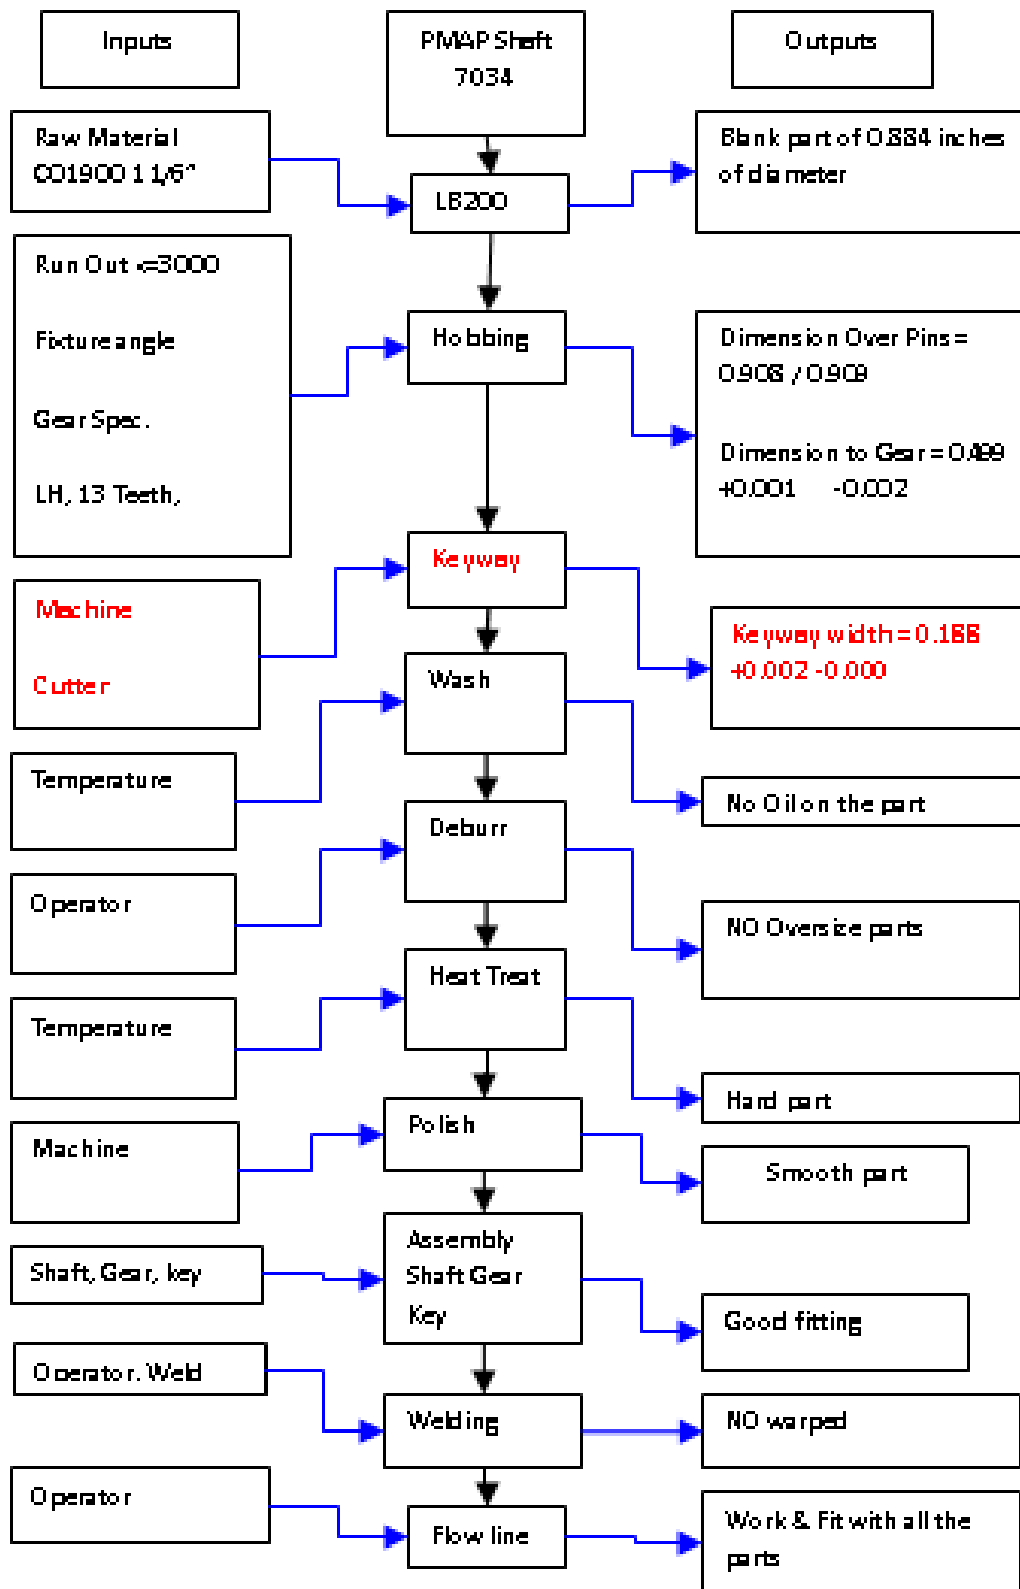 Inputs
PMAP Shaft
7034
Outputs
Raw Material
CO1900 1 1/6"
LB200
Blank part of 0.884 inches
of diameter
Run Out <=3000
Fixture angle
Gear Spec.
LH, 13 Teeth,
Hobbing
Dimension Over Pins =
0.908 / 0.909
Dimension to Gear = 0.499
+0.001 -0.002
Machine
Cutter
Keyway
Keyway width = 0.188
+0.002 -0.000
Temperature
Wash
No Oil on the part
Operator
Deburr
NO Oversize parts
Temperature
Heat Treat
Hard part
Machine
Polish
Smooth part
Shaft, Gear, key
Assembly
Shaft Gear
Key
Good fitting
Operator. Weld
Welding
NO warped
Operator
Flow line
Work & Fit with all the
parts